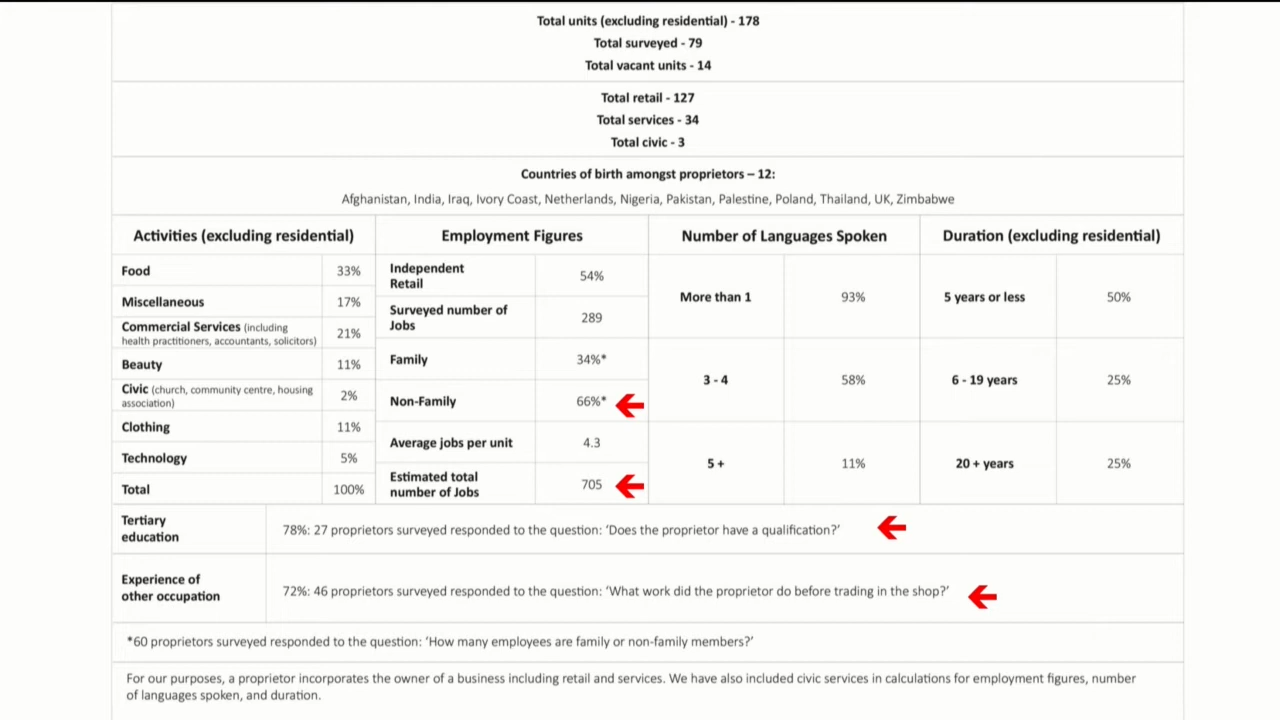 Total units (excluding residential) - 178
Total surveyed - 79
Total vacant units - 14
Total retail - 127
Total services - 34
Total civic - 3
Countries of birth amongst proprietors – 12:
Afghanistan, India, Iraq, Ivory Coast, Netherlands, Nigeria, Pakistan, Palestine, Poland, Thailand, UK, Zimbabwe
Activities (excluding residential)
Food 33%
Miscellaneous 17%
Commercial Services (including
health practitioners, accountants, solicitors) 21%
Beauty 11%
Civic (church, community centre, housing
association) 2%
Clothing 11%
Technology 5%
Total 100%
Employment Figures
Independent
Retail 54%
Surveyed number of
Jobs 289
Family 34%*
Non-Family 66%*
Average jobs per unit 4.3
Estimated total
number of Jobs 705
Number of Languages Spoken
More than 1 93%
3 - 4 58%
5 + 11%
Duration (excluding residential)
5 years or less 50%
6 - 19 years 25%
20 + years 25%
Tertiary
education
78%: 27 proprietors surveyed responded to the question: ‘Does the proprietor have a qualification?’
Experience of
other occupation
72%: 46 proprietors surveyed responded to the question: ‘What work did the proprietor do before trading in the shop?’
*60 proprietors surveyed responded to the question: ‘How many employees are family or non-family members?’
For our purposes, a proprietor incorporates the owner of a business including retail and services. We have also included civic services in calculations for employment figures, number
of languages spoken, and duration.